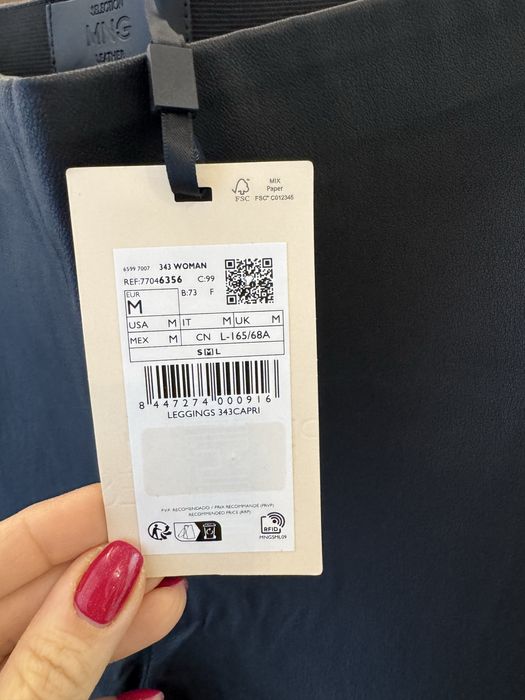 SELECTION
MNG
LEATHER
MIX
Paper
FSC FSC® C012345
6599 7007 343 WOMAN
REF:77046356 C:99
EUR B:73 F
M
USA M IT M UK M
MEX M CN L-165/68A
S M L
8 447274 000916
LEGGINGS 343CAPRI
P.V.P. RECOMENDADO / PRIX RECOMMANDÉ (PRVP)
RECOMMENDED PRICE (RRP)
RFID
MNGSML09